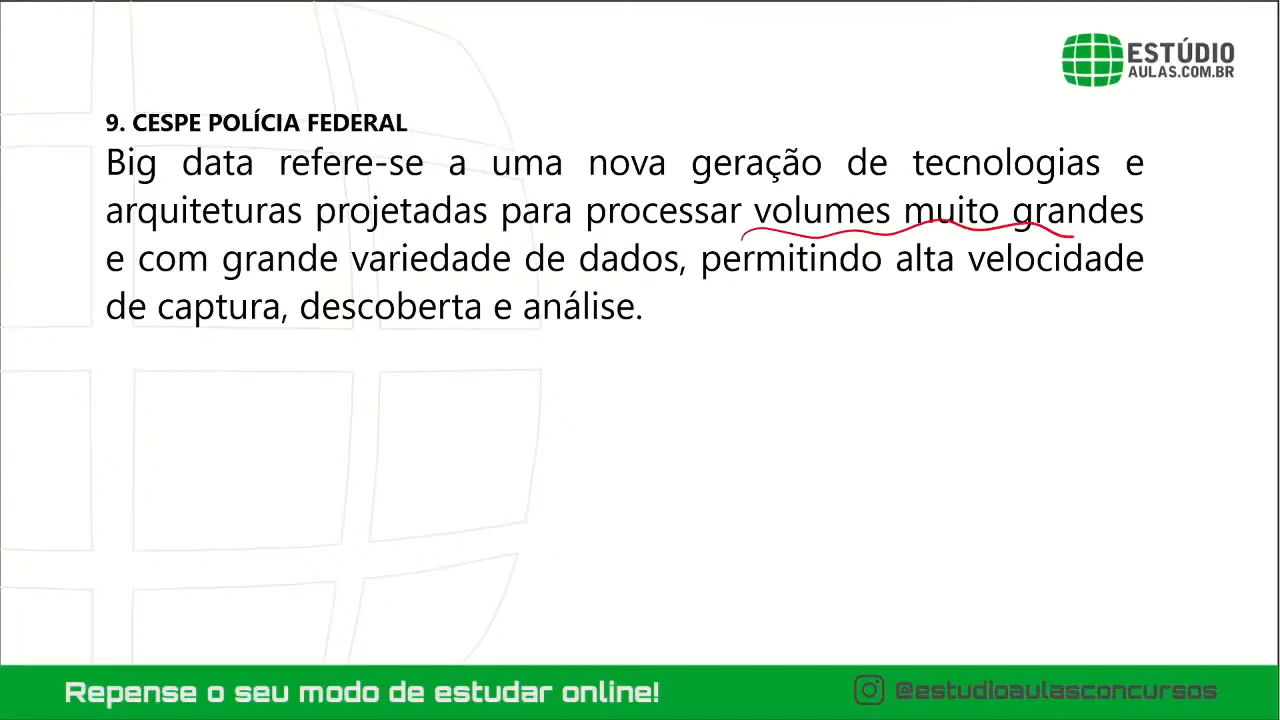 ESTÚDIO
AULAS.COM.BR
9. CESPE POLÍCIA FEDERAL
Big data refere-se a uma nova geração de tecnologias e
arquiteturas projetadas para processar volumes muito grandes
e com grande variedade de dados, permitindo alta velocidade
de captura, descoberta e análise.
Repense o seu modo de estudar online!
@estudioaulasconcursos